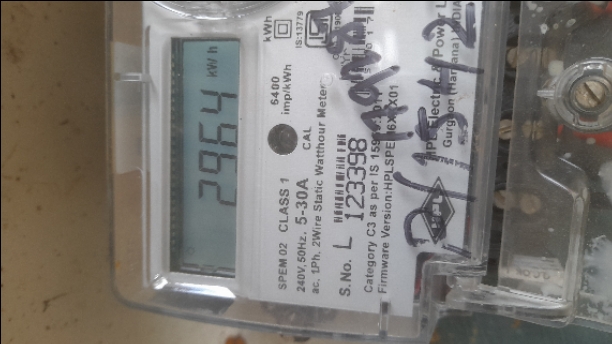 2964 kWh
6400 imp/kWh
kWh
IS:13779
CAL
SPEM 02 CLASS 1
240V, 50Hz, 5-30A
ac, 1Ph, 2Wire Static Watthour Meter
S.No. L 123398
Category C3 as per IS
Firmware Version:HPLSPE
HPL Electric & Power L
Gurgaon (Haryana) INDIA
HPL